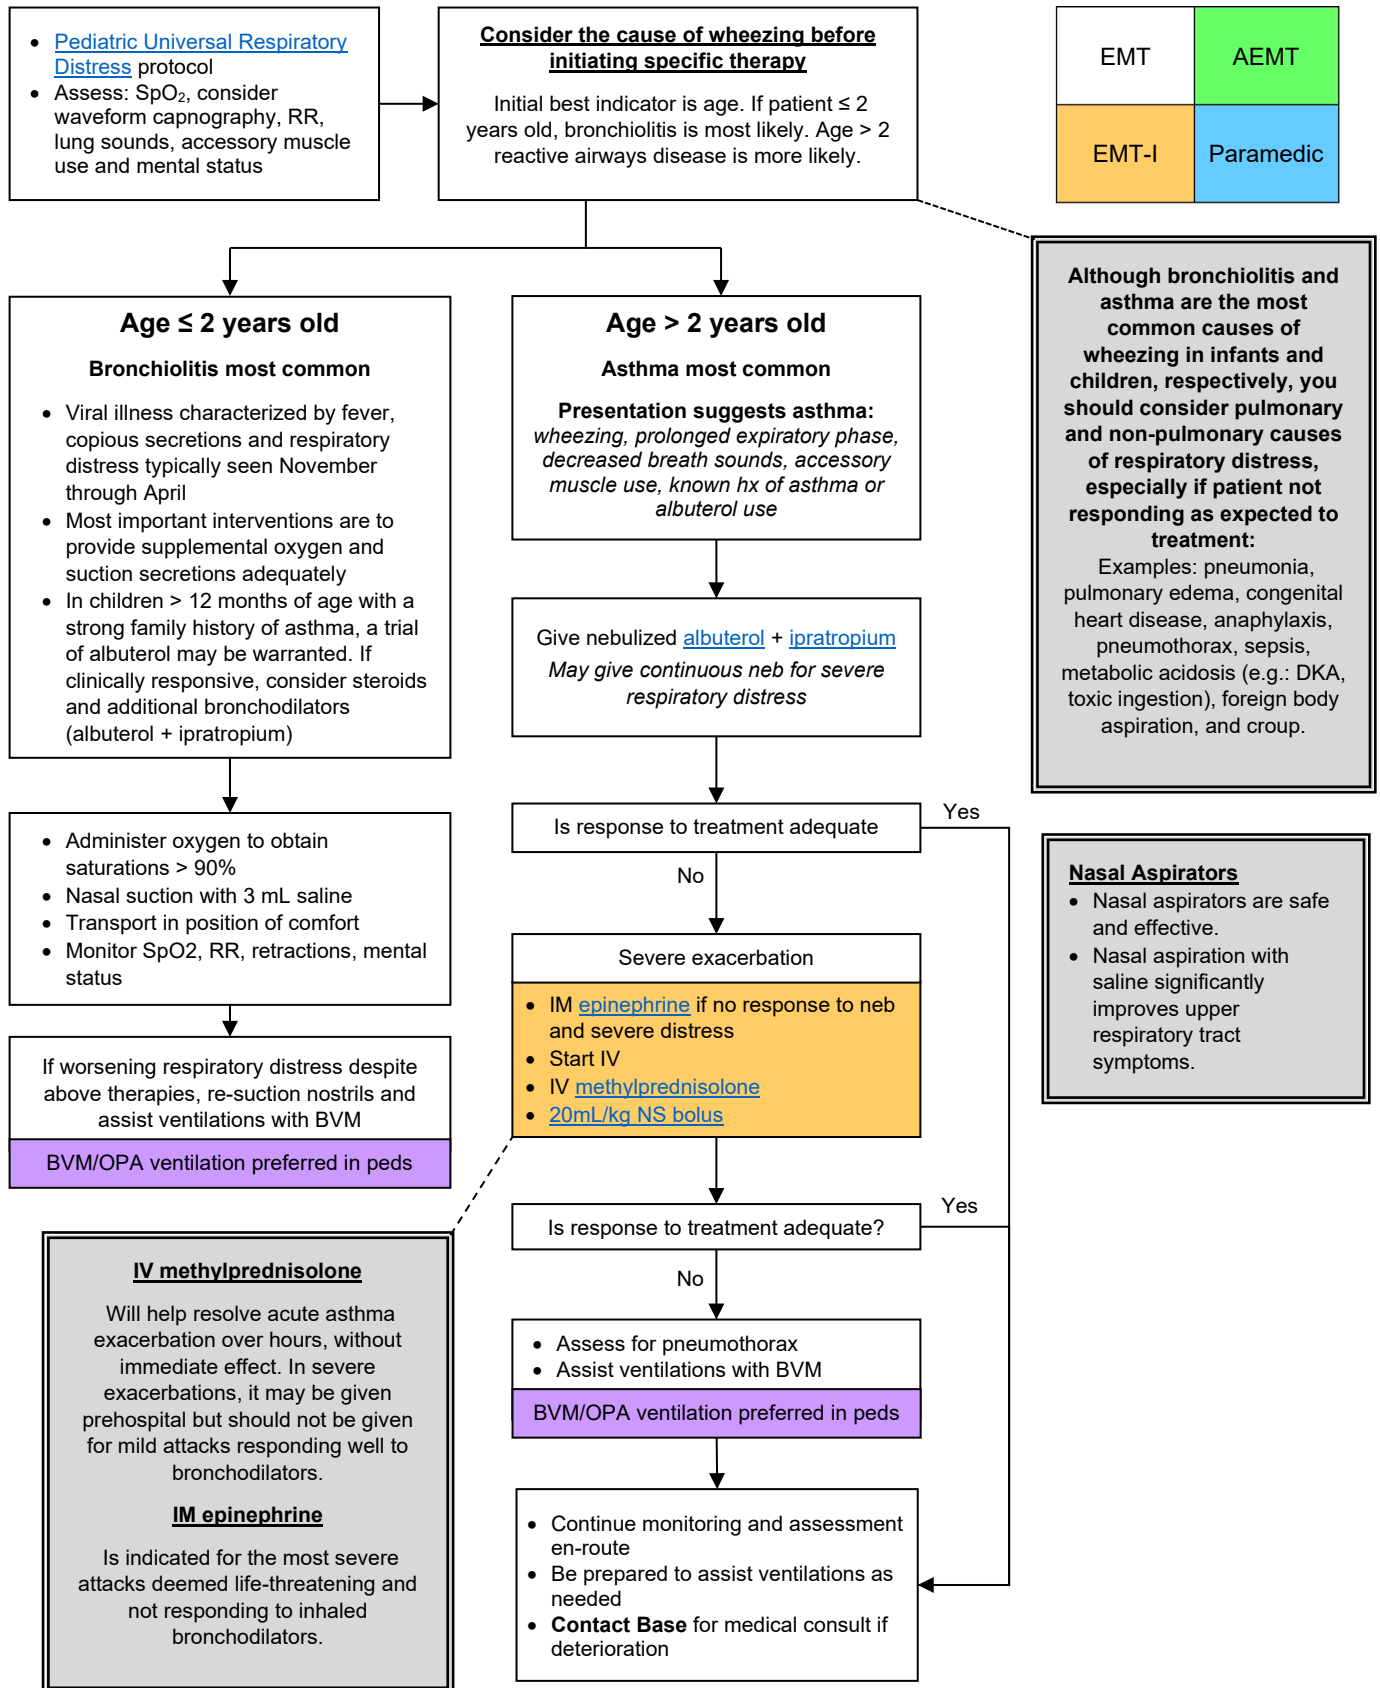 • Pediatric Universal Respiratory
Distress protocol
• Assess: SpO₂, consider
waveform capnography, RR,
lung sounds, accessory muscle
use and mental status
Consider the cause of wheezing before
initiating specific therapy
Initial best indicator is age. If patient ≤ 2
years old, bronchiolitis is most likely. Age > 2
reactive airways disease is more likely.
EMT
AEMT
EMT-I
Paramedic
Although bronchiolitis and
asthma are the most
common causes of
wheezing in infants and
children, respectively, you
should consider pulmonary
and non-pulmonary causes
of respiratory distress,
especially if patient not
responding as expected to
treatment:
Examples: pneumonia,
pulmonary edema, congenital
heart disease, anaphylaxis,
pneumothorax, sepsis,
metabolic acidosis (e.g.: DKA,
toxic ingestion), foreign body
aspiration, and croup.
Age ≤ 2 years old
Bronchiolitis most common
• Viral illness characterized by fever,
copious secretions and respiratory
distress typically seen November
through April
• Most important interventions are to
provide supplemental oxygen and
suction secretions adequately
• In children > 12 months of age with a
strong family history of asthma, a trial
of albuterol may be warranted. If
clinically responsive, consider steroids
and additional bronchodilators
(albuterol + ipratropium)
Age > 2 years old
Asthma most common
Presentation suggests asthma:
wheezing, prolonged expiratory phase,
decreased breath sounds, accessory
muscle use, known hx of asthma or
albuterol use
Give nebulized albuterol + ipratropium
May give continuous neb for severe
respiratory distress
Is response to treatment adequate
Yes
No
• Administer oxygen to obtain
saturations > 90%
• Nasal suction with 3 mL saline
• Transport in position of comfort
• Monitor SpO2, RR, retractions, mental
status
Nasal Aspirators
• Nasal aspirators are safe
and effective.
• Nasal aspiration with
saline significantly
improves upper
respiratory tract
symptoms.
Severe exacerbation
• IM epinephrine if no response to neb
and severe distress
• Start IV
• IV methylprednisolone
• 20mL/kg NS bolus
If worsening respiratory distress despite
above therapies, re-suction nostrils and
assist ventilations with BVM
BVM/OPA ventilation preferred in peds
Is response to treatment adequate?
Yes
No
IV methylprednisolone
Will help resolve acute asthma
exacerbation over hours, without
immediate effect. In severe
exacerbations, it may be given
prehospital but should not be given
for mild attacks responding well to
bronchodilators.
IM epinephrine
Is indicated for the most severe
attacks deemed life-threatening and
not responding to inhaled
bronchodilators.
• Assess for pneumothorax
• Assist ventilations with BVM
BVM/OPA ventilation preferred in peds
• Continue monitoring and assessment
en-route
• Be prepared to assist ventilations as
needed
• Contact Base for medical consult if
deterioration